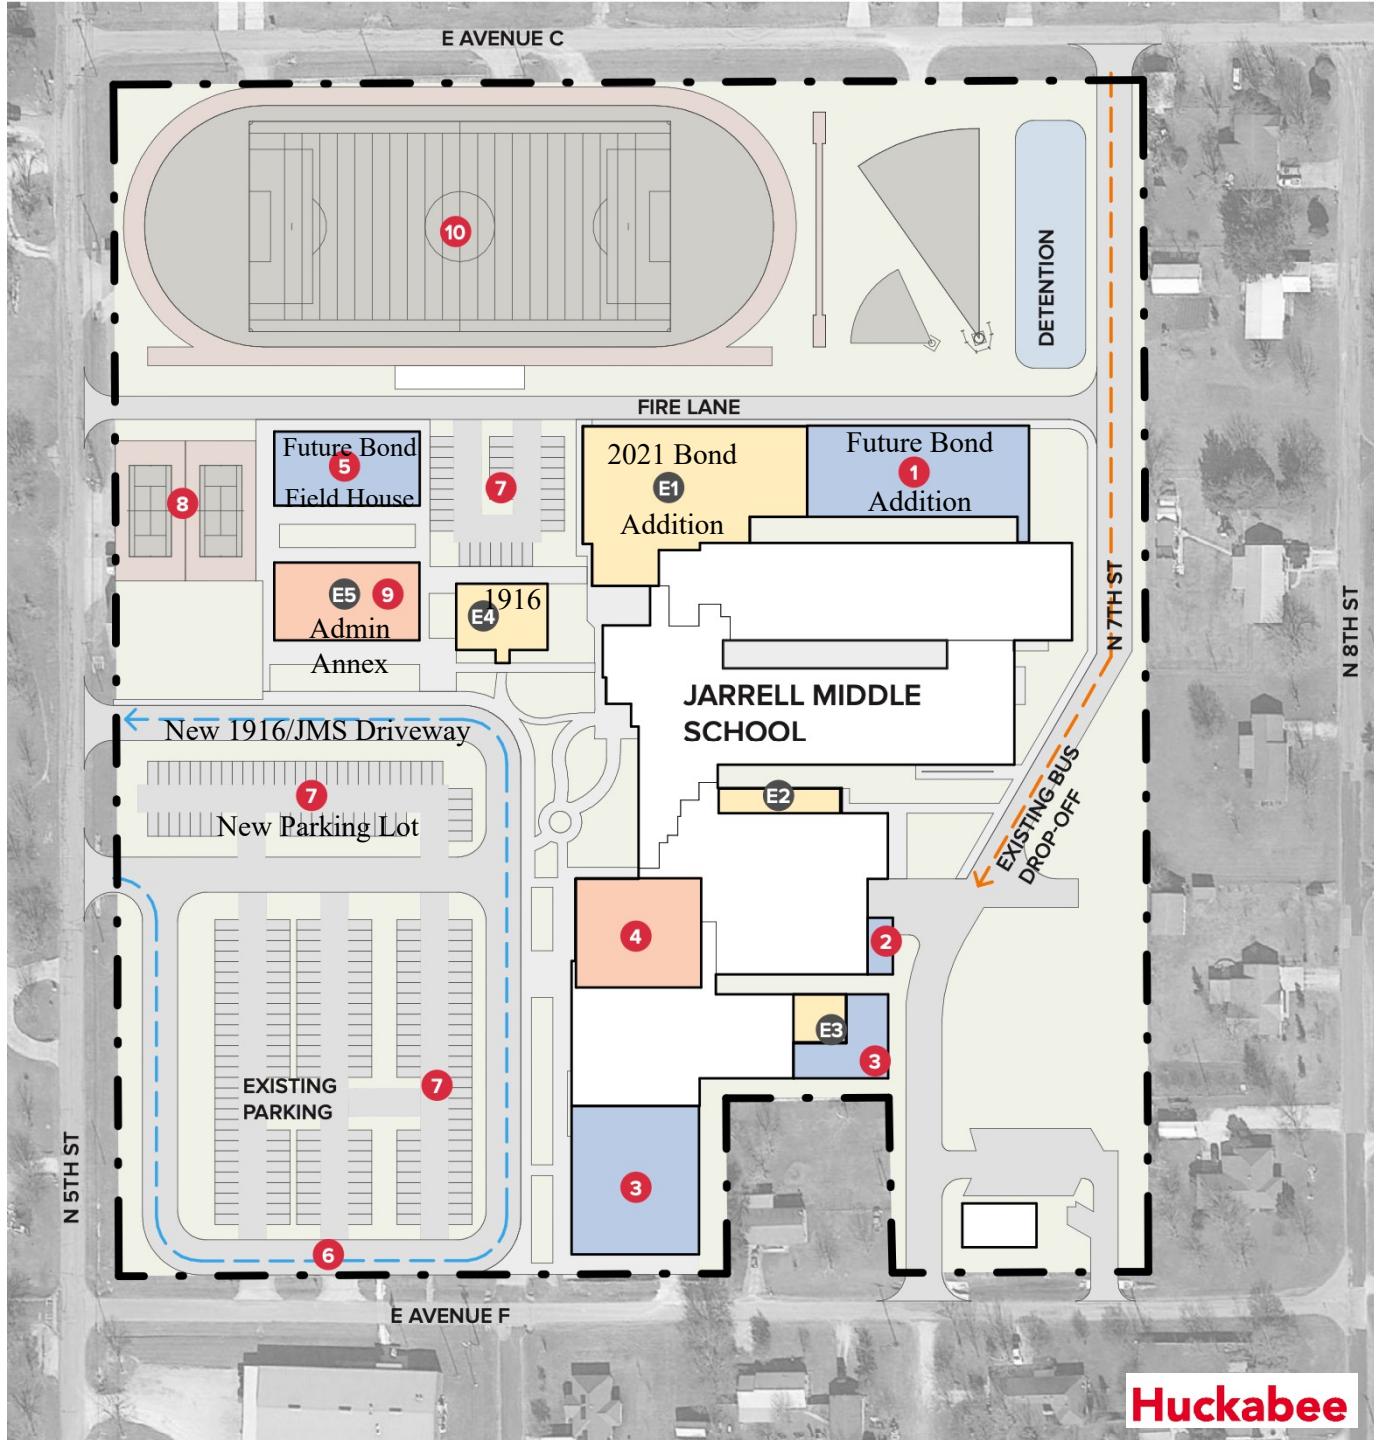 E AVENUE C
10
DETENTION
FIRE LANE
Future Bond
5
Field House
7
2021 Bond
E1
Addition
Future Bond
1
Addition
8
E5
9
Admin
Annex
1916
E4
N 7TH ST
N 8TH ST
JARRELL MIDDLE
SCHOOL
New 1916/JMS Driveway
7
New Parking Lot
E2
EXISTING BUS
DROP-OFF
4
2
E3
3
EXISTING
PARKING
7
3
N 5TH ST
6
E AVENUE F
Huckabee